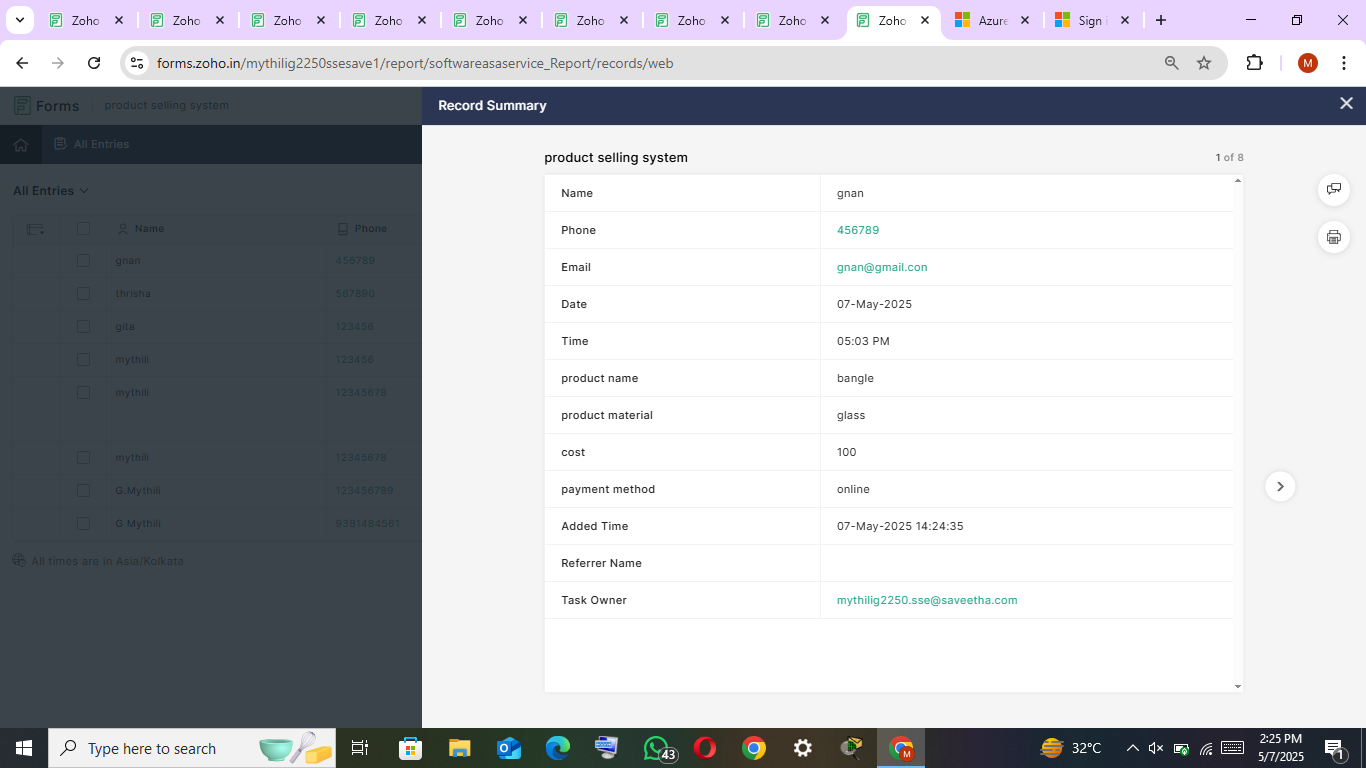 Zoho Zoho Zoho Zoho Zoho Zoho Zoho Zoho Zoho Azure Sign i
forms.zoho.in/mythilig2250ssesave1/report/softwareasaservice_Report/records/web M
Forms product selling system
Record Summary
All Entries
product selling system 1 of 8
All Entries
Name Phone
gnan 456789
thrisha 567890
gita 123456
mythili 123456
mythili 12345678
mythili 12345678
G.Mythili 123456789
G Mythili 9381484561
All times are in Asia/Kolkata
Name gnan
Phone 456789
Email gnan@gmail.con
Date 07-May-2025
Time 05:03 PM
product name bangle
product material glass
cost 100
payment method online
Added Time 07-May-2025 14:24:35
Referrer Name
Task Owner mythilig2250.sse@saveetha.com
Type here to search
43
M
32°C
2:25 PM
5/7/2025
1